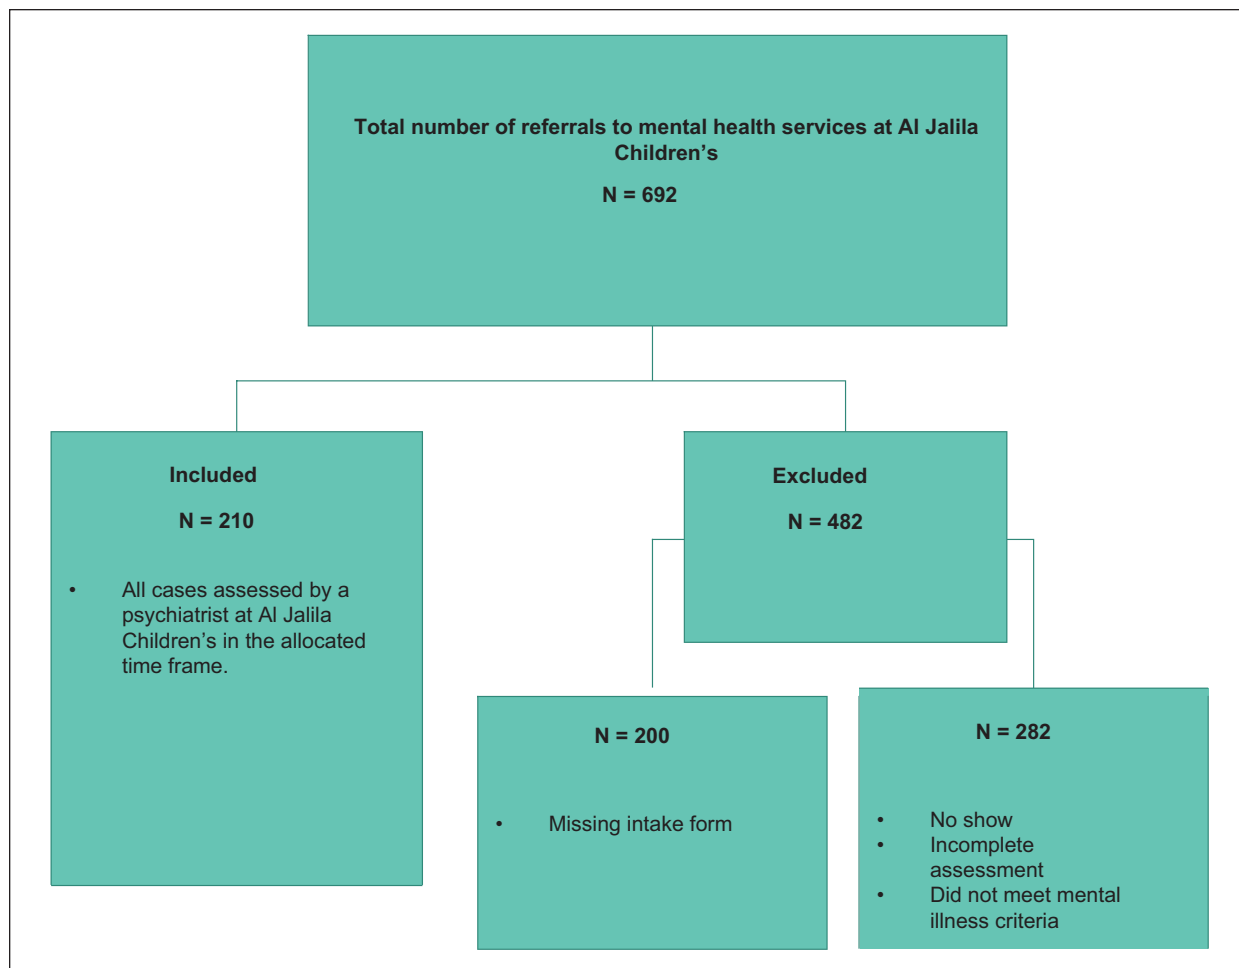 Total number of referrals to mental health services at Al Jalila
Children’s
N = 692
Included
N = 210
• All cases assessed by a
psychiatrist at Al Jalila
Children’s in the allocated
time frame.
Excluded
N = 482
N = 200
• Missing intake form
N = 282
• No show
• Incomplete
assessment
• Did not meet mental
illness criteria